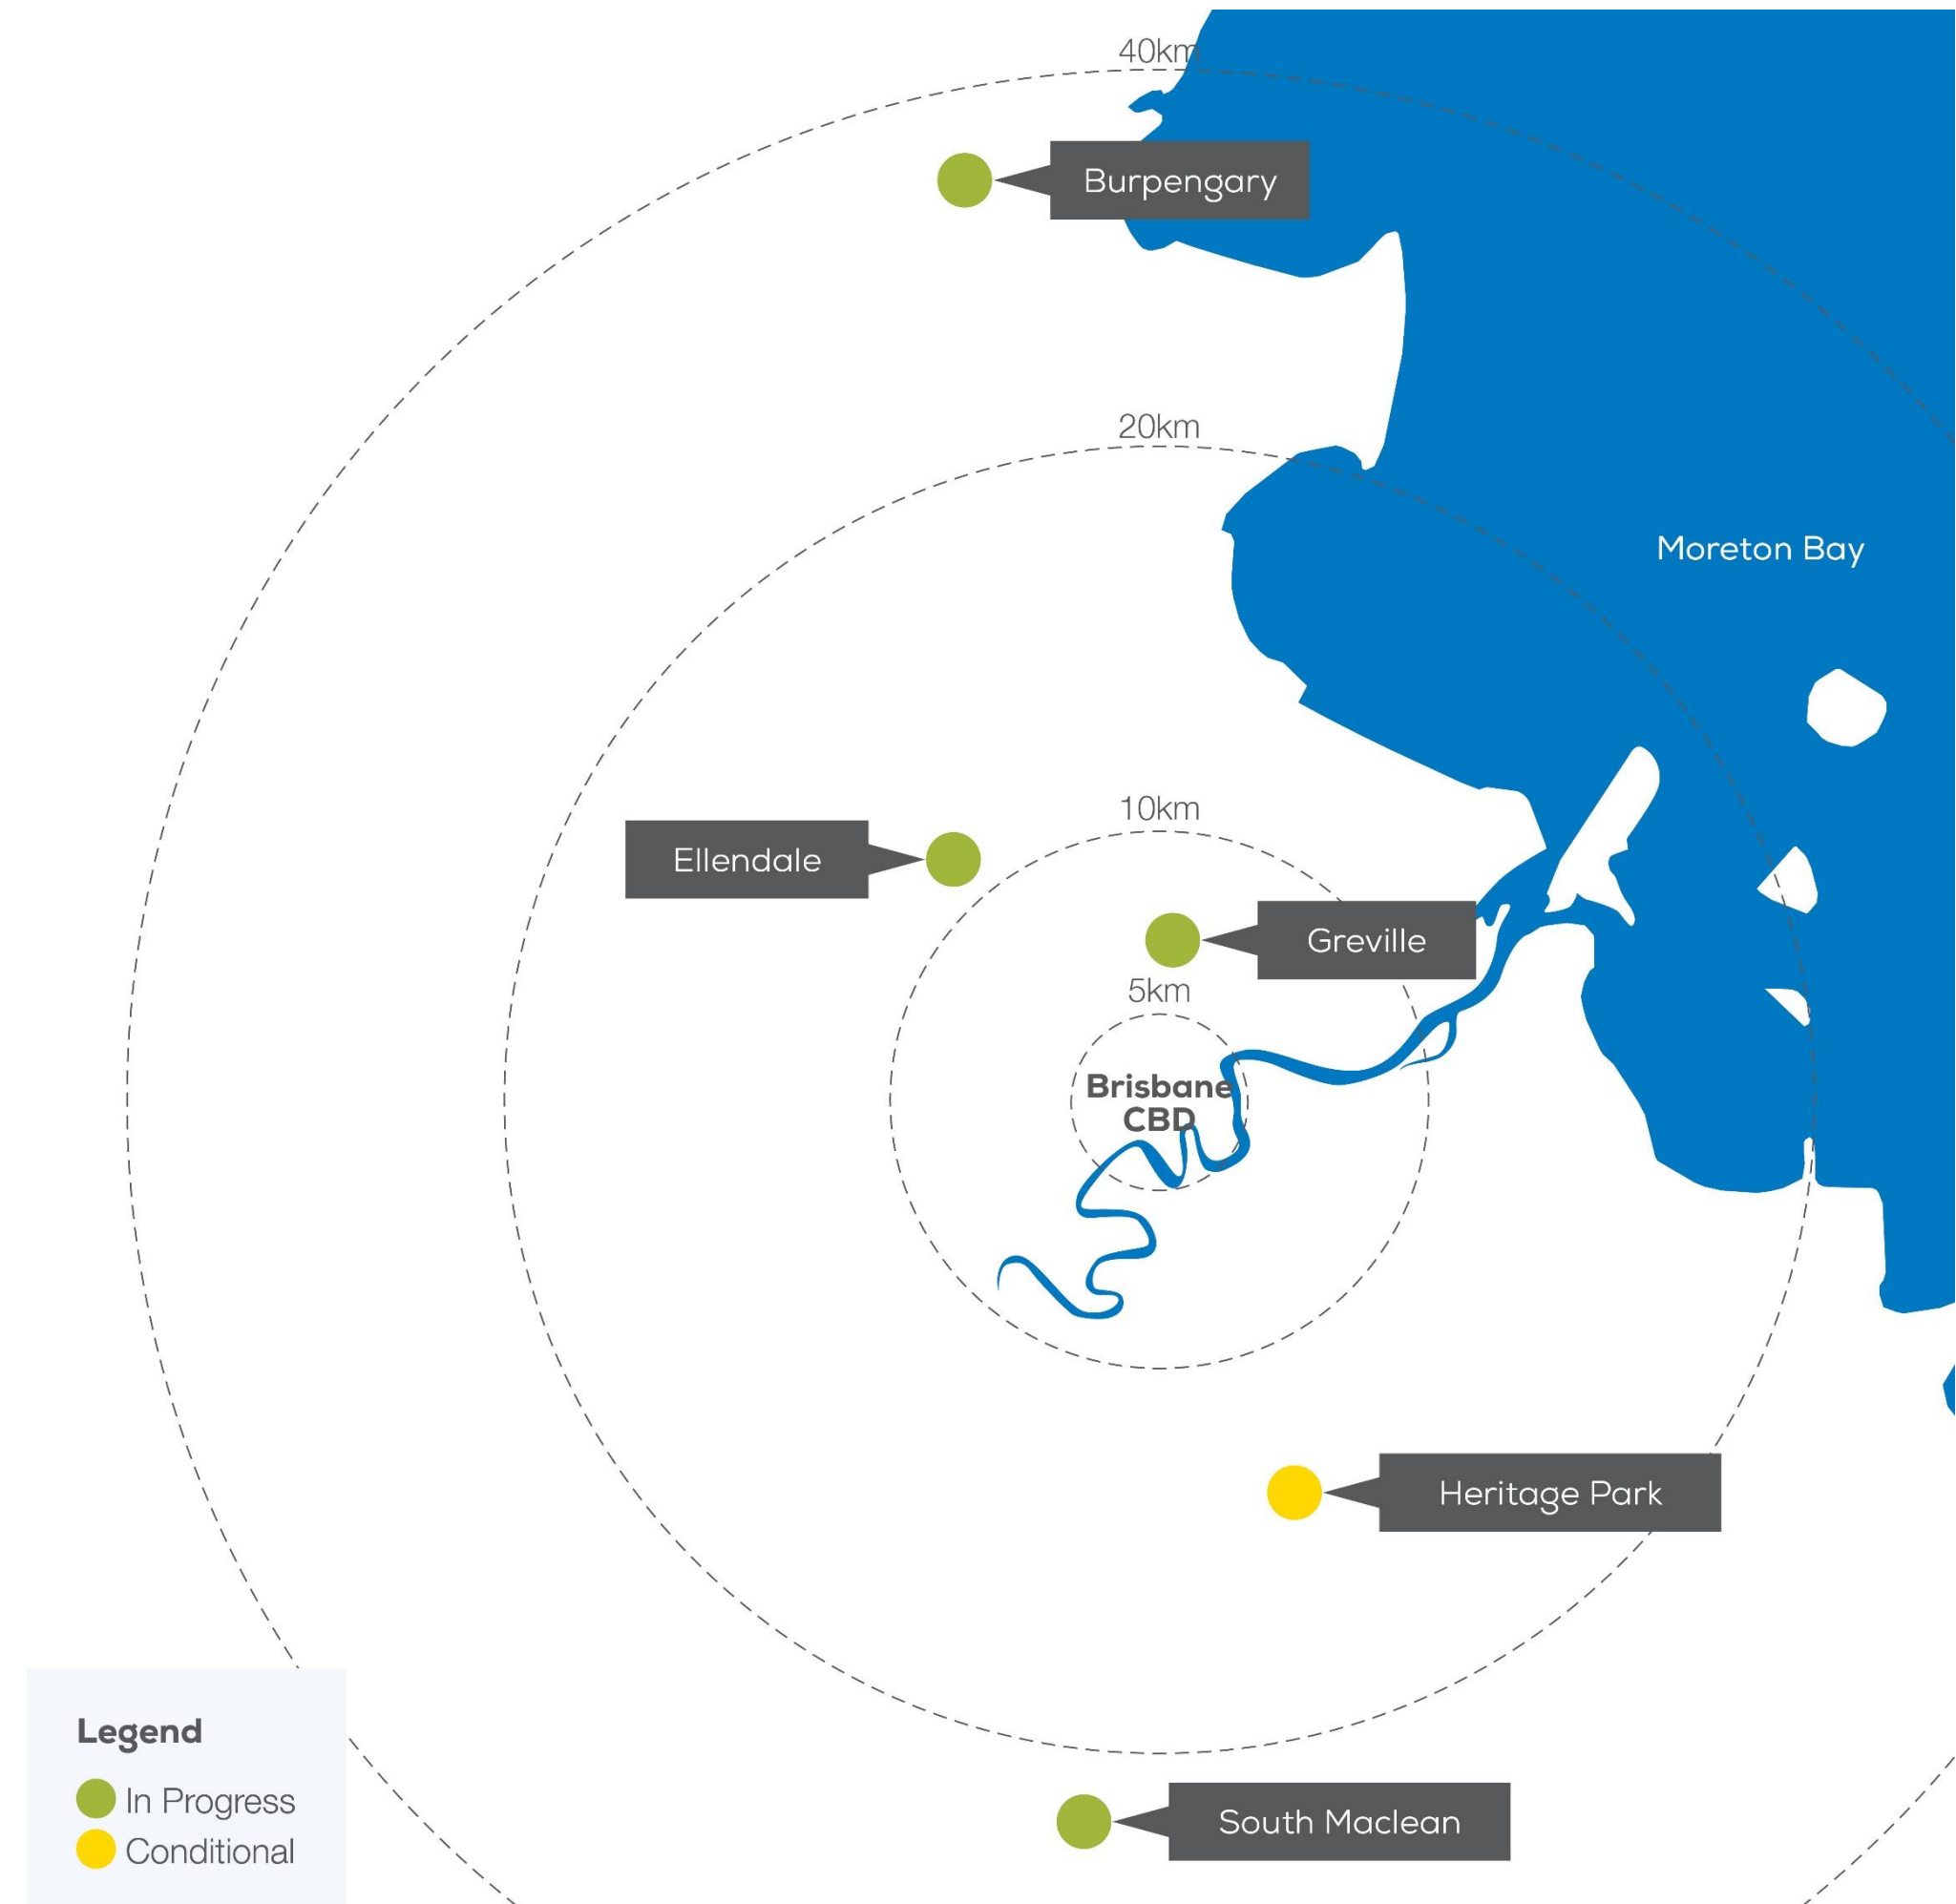 40km
Burpengary
20km
Moreton Bay
10km
Ellendale
Greville
5km
Brisbane
CBD
Heritage Park
Legend
In Progress
Conditional
South Maclean